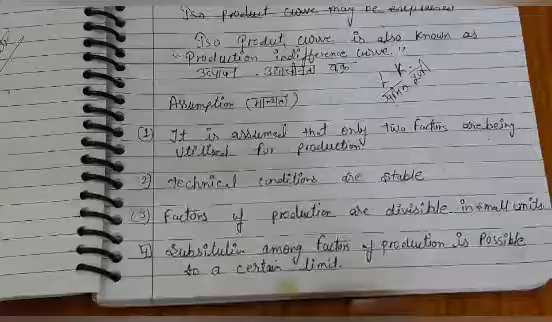 Iso product curve may be explained
Iso Produt, curve is also known as
"Production indifference curve."
उत्पादन उदासीनता वक्र
L K
Assumption (मान्यता)
(1) It is assumed that only two factors are being
utilised for production
2) technical conditions are stable
(3) Factors of production are divisible in small units
4) Subsitutin among factor of production is Possible
to a certain limit.